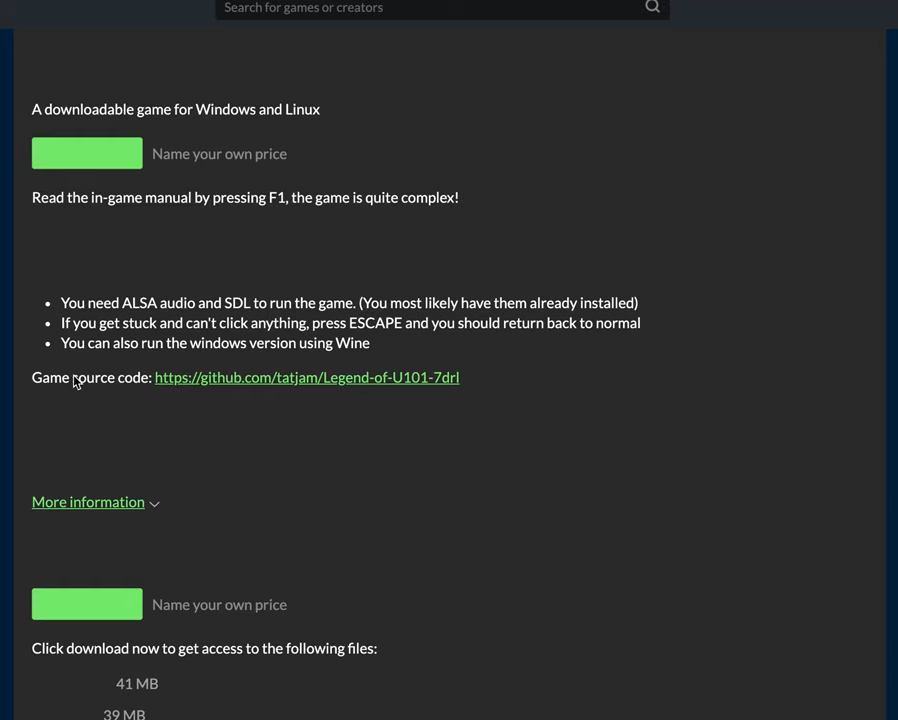 Search for games or creators
A downloadable game for Windows and Linux
Name your own price
Read the in-game manual by pressing F1, the game is quite complex!
• You need ALSA audio and SDL to run the game. (You most likely have them already installed)
• If you get stuck and can't click anything, press ESCAPE and you should return back to normal
• You can also run the windows version using Wine
Game source code: https://github.com/tatjam/Legend-of-U101-7drl
More information
Name your own price
Click download now to get access to the following files:
41 MB
39 MB